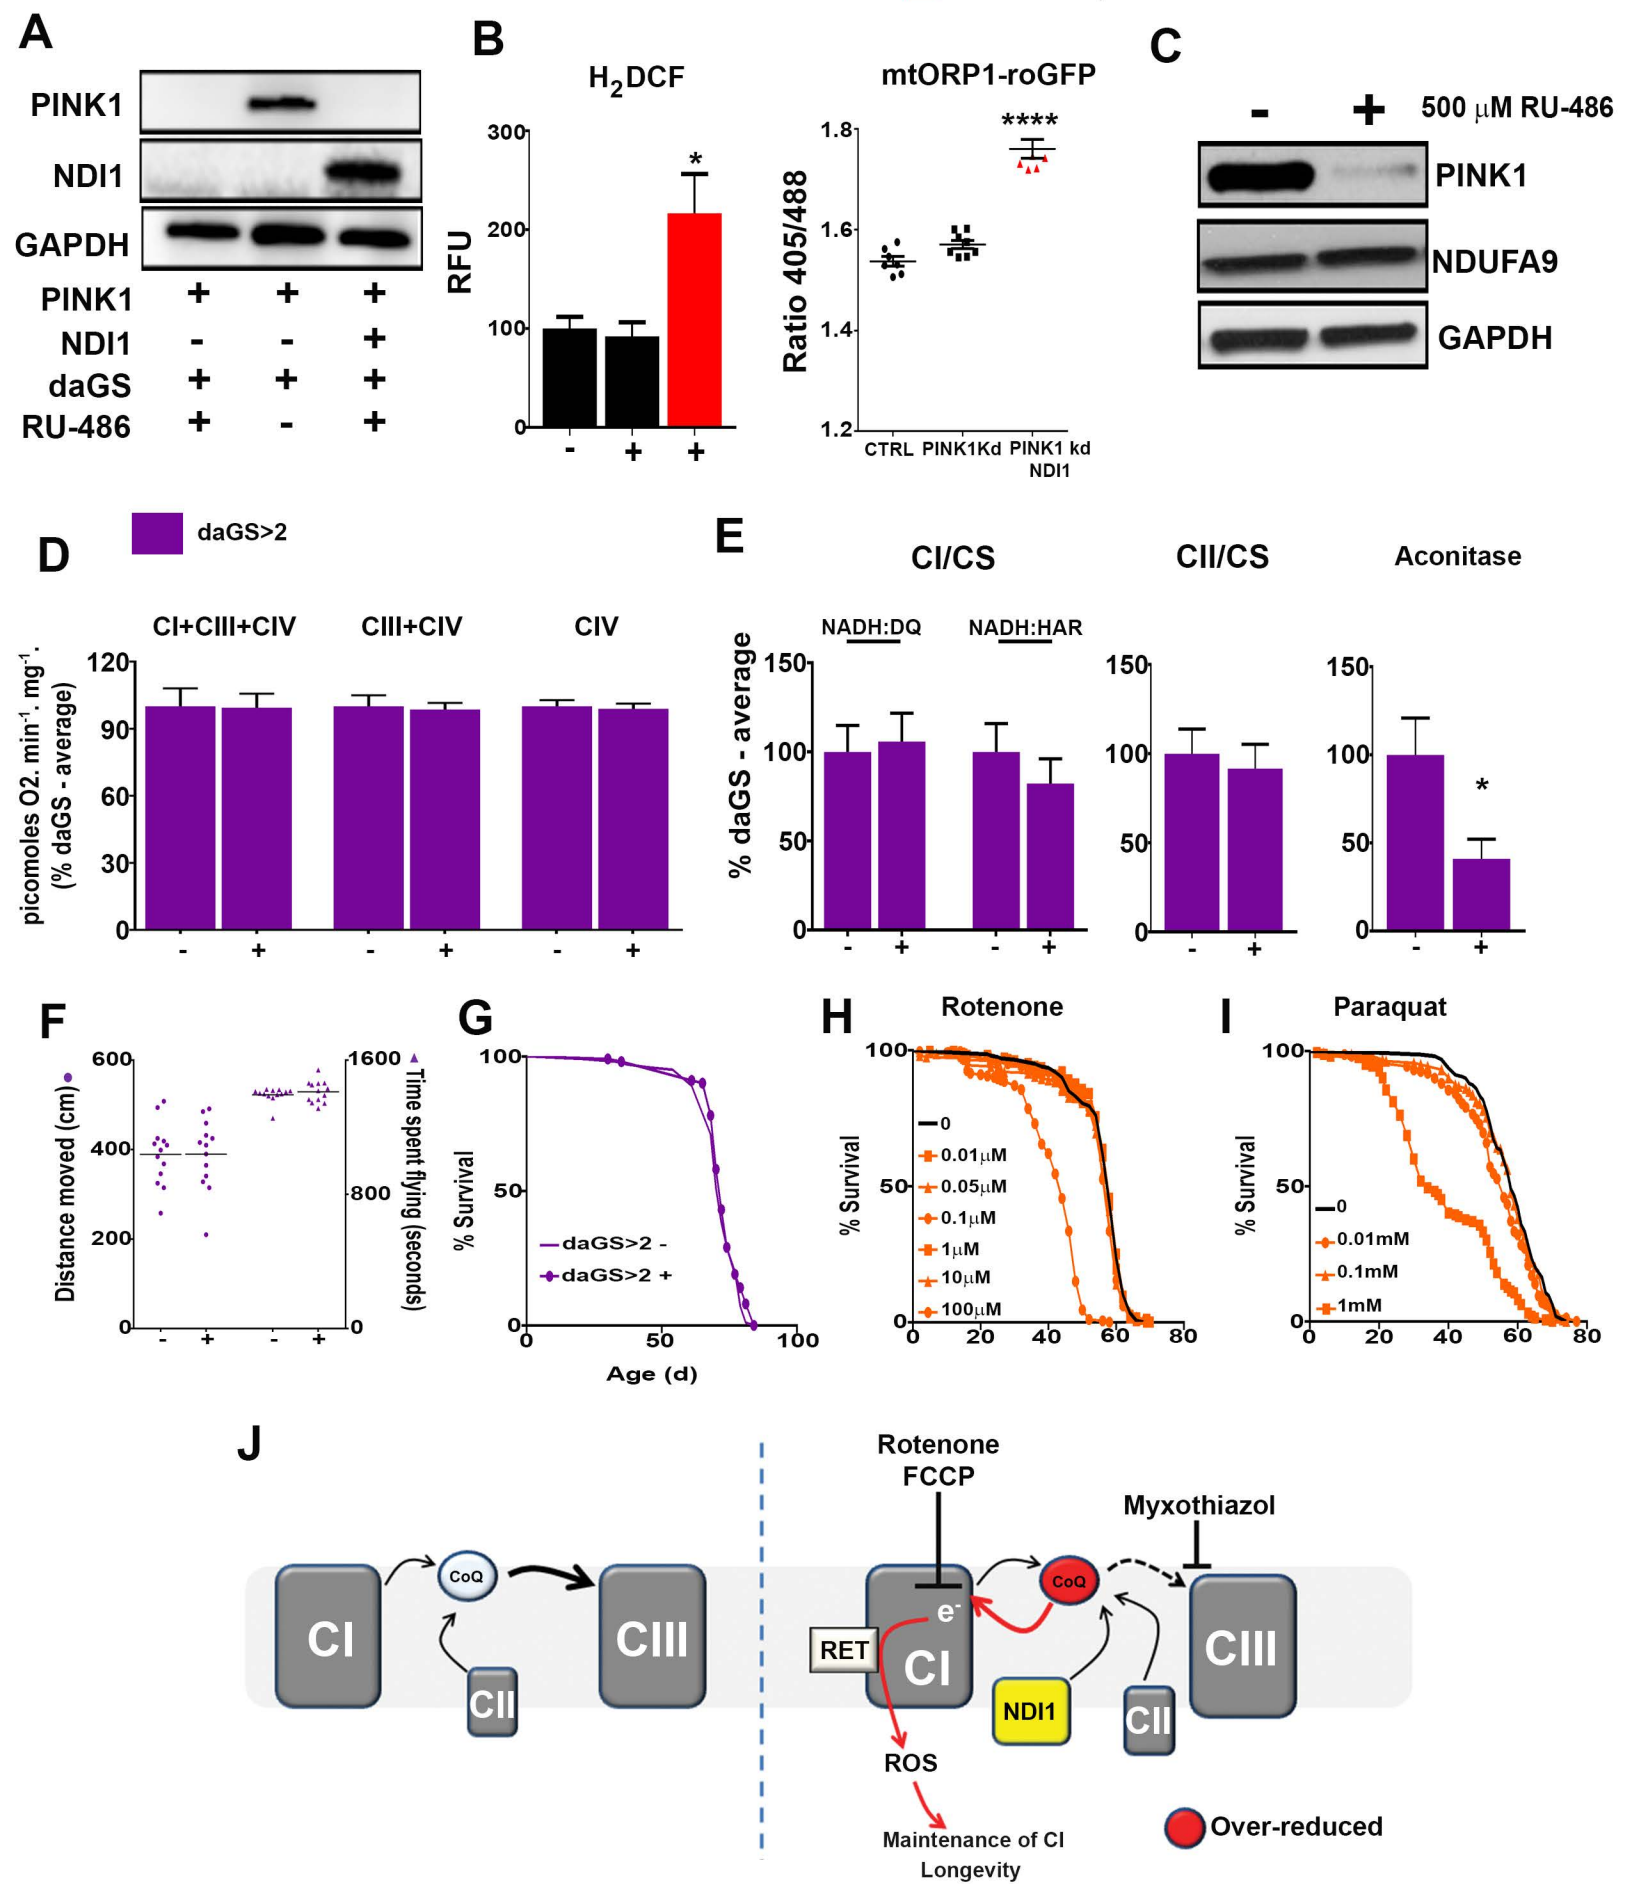 A
PINK1
NDI1
GAPDH
PINK1 + + +
NDI1 - - +
daGS + + +
RU-486 + - +
B
H2DCF
RFU
300
200
100
0
*
- + +
mtORP1-roGFP
Ratio 405/488
1.8
1.6
1.4
1.2
****
CTRL PINK1Kd PINK1 kd
NDI1
C
- + 500 µM RU-486
PINK1
NDUFA9
GAPDH
D
daGS>2
CI+CIII+CIV CIII+CIV CIV
picomoles O2. min-1. mg-1.
(% daGS - average)
120
90
60
30
0
- + - + - +
E
CI/CS CII/CS Aconitase
NADH:DQ NADH:HAR
% daGS - average
150
100
50
0
- + - +
150
100
50
0
- +
150
100
50
0
*
- +
F
Distance moved (cm)
600
400
200
0
1600
800
0
Time spent flying (seconds)
- + - +
G
% Survival
100
50
0
daGS>2 -
daGS>2 +
0 50 100
Age (d)
H
Rotenone
% Survival
100
50
0
0
0.01µM
0.05µM
0.1µM
1µM
10µM
100µM
0 20 40 60 80
I
Paraquat
% Survival
100
50
0
0
0.01mM
0.1mM
1mM
0 20 40 60 80
J
CI
CoQ
CII
CIII
Rotenone
FCCP
Myxothiazol
CoQ
e-
RET
CI
NDI1
CII
CIII
ROS
Maintenance of CI
Longevity
Over-reduced